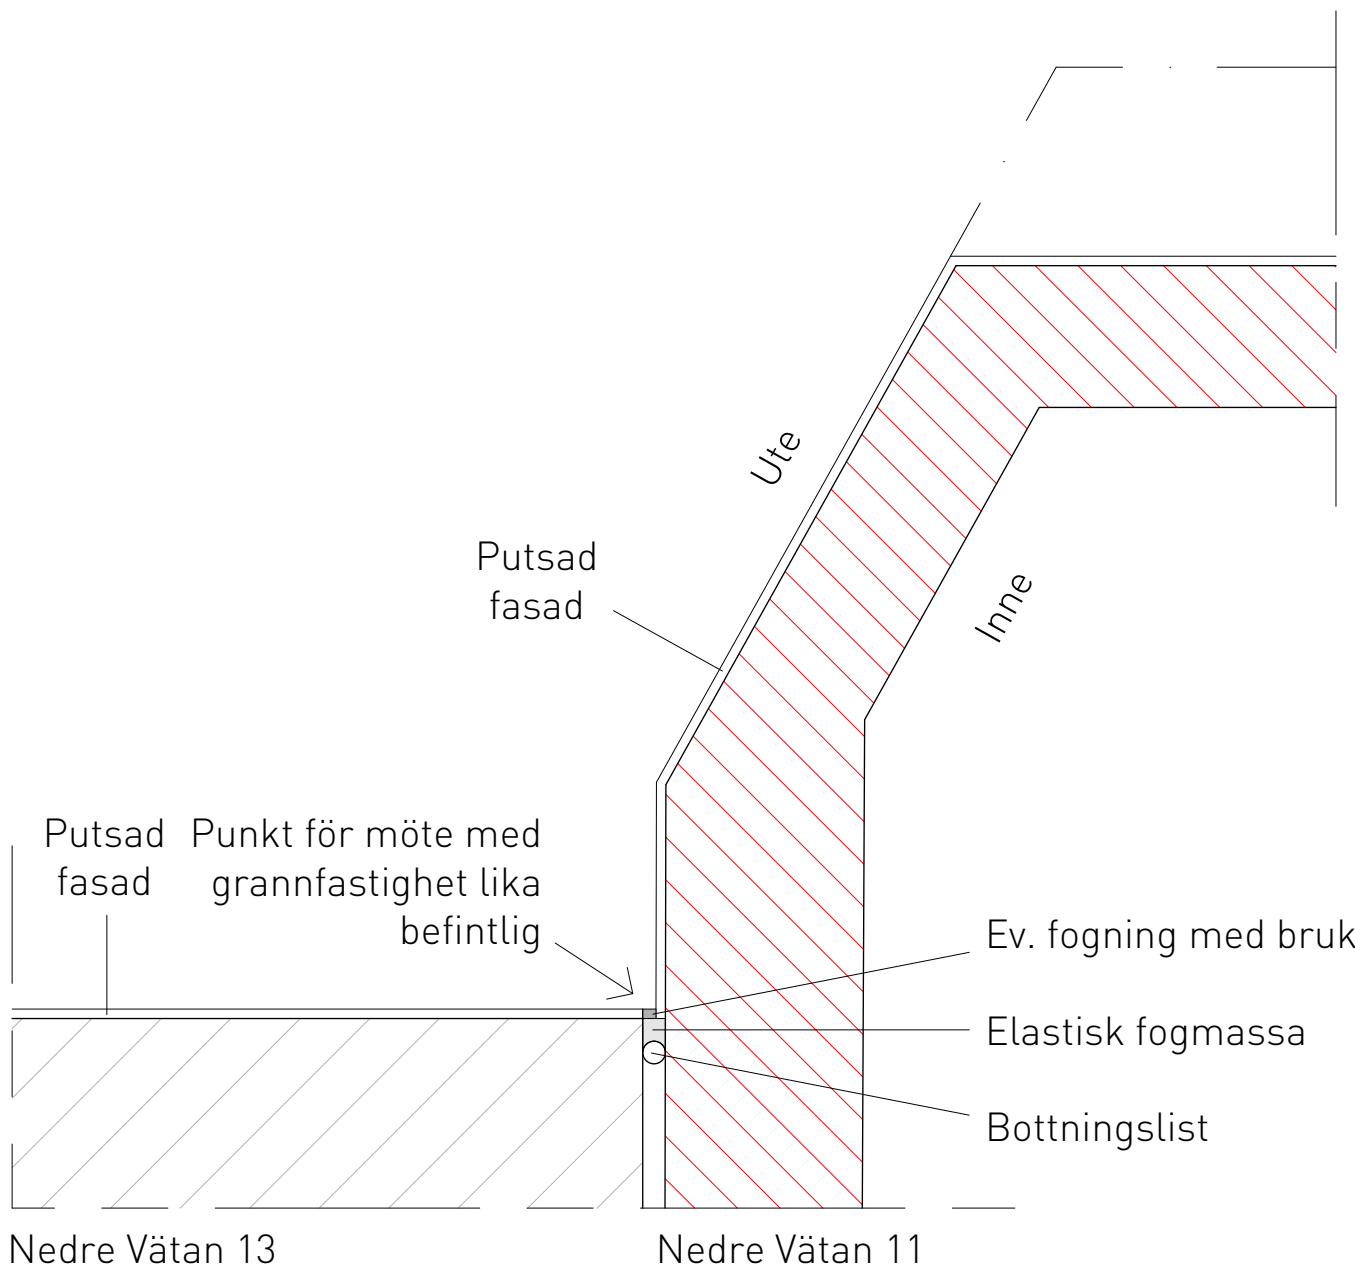 Ute
Inne
Putsad
fasad
Putsad
fasad
Punkt för möte med
grannfastighet lika
befintlig
Ev. fogning med bruk
Elastisk fogmassa
Bottningslist
Nedre Vätan 13
Nedre Vätan 11